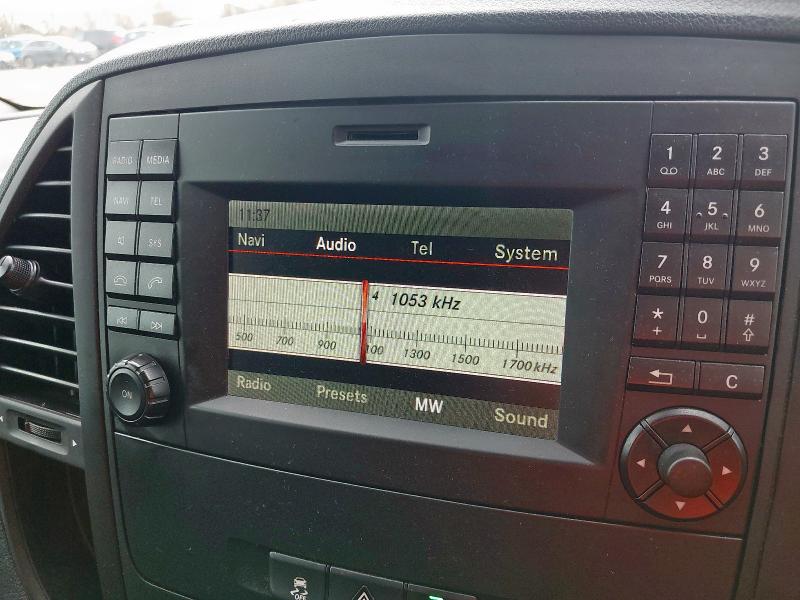 RADIO MEDIA
NAVI TEL
SYS
ON
11:37
Navi Audio Tel System
4 1053 kHz
500 700 900 100 1300 1500 1700 kHz
Radio Presets MW Sound
1 2 3
ABC DEF
4 5 6
GHI JKL MNO
7 8 9
PQRS TUV WXYZ
* 0 #
+
C
OFF